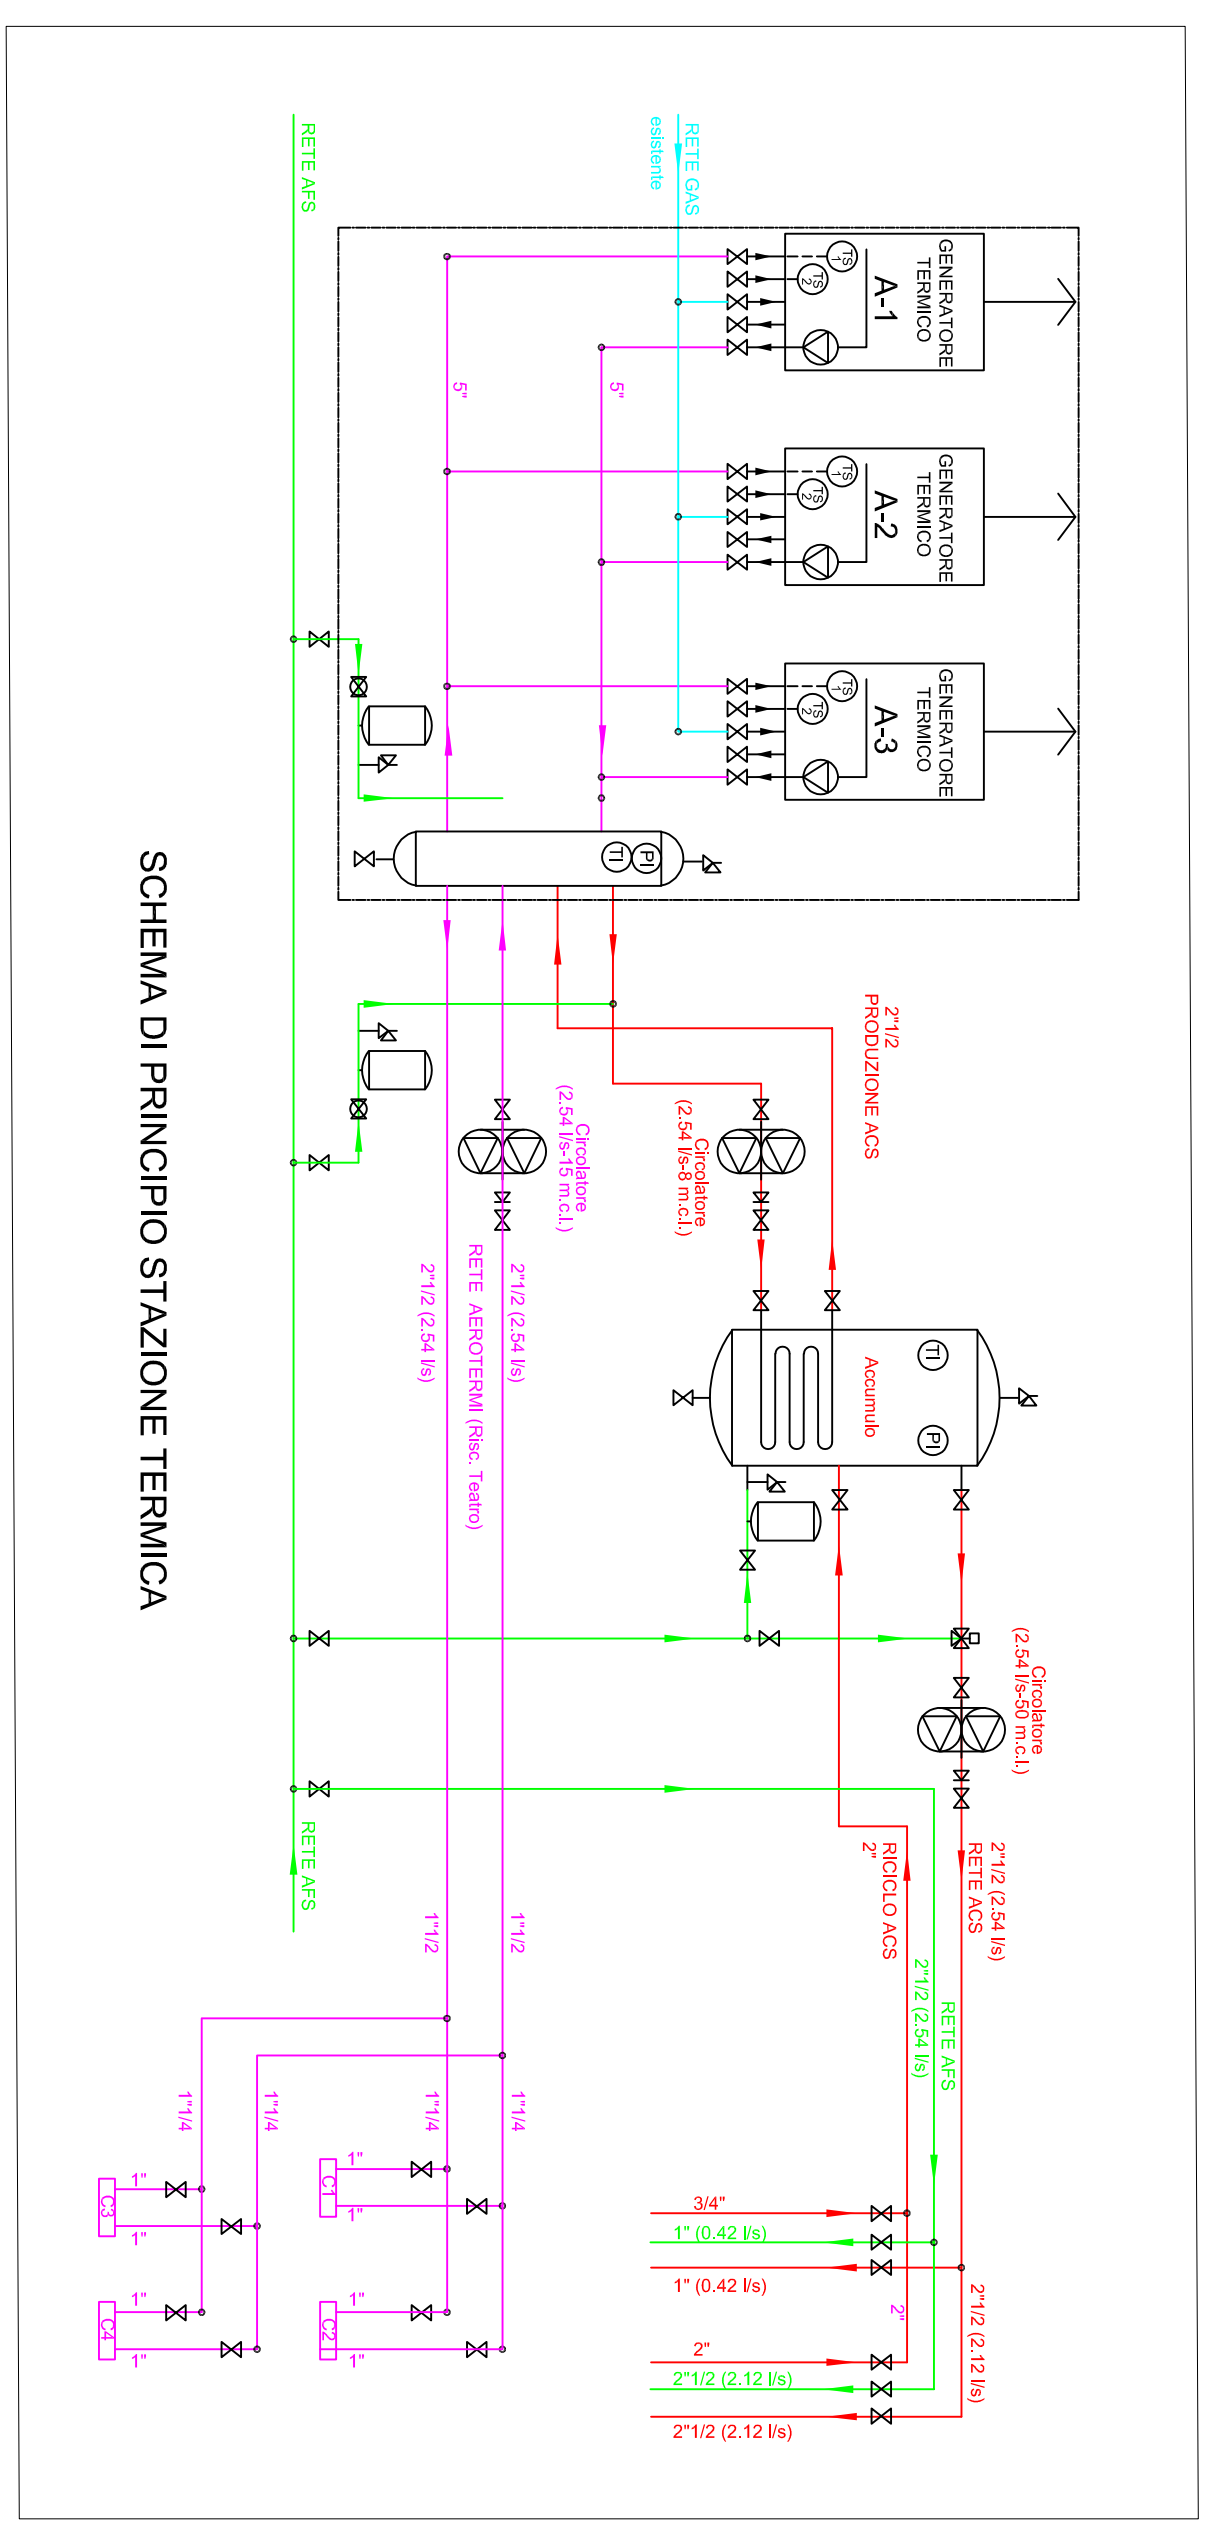 RETE AFS
RETE GAS
esistente
GENERATORE
TERMICO
A-1
TS
1
TS
2
GENERATORE
TERMICO
A-2
TS
1
TS
2
GENERATORE
TERMICO
A-3
TS
1
TS
2
5"
5"
TI
PI
2"1/2
PRODUZIONE ACS
Circolatore
(2.54 l/s-8 m.c.l.)
Circolatore
(2.54 l/s-15 m.c.l.)
TI
PI
Accumulo
2"1/2 (2.54 l/s)
RETE AEROTERMI (Risc. Teatro)
2"1/2 (2.54 l/s)
Circolatore
(2.54 l/s-50 m.c.l.)
2"1/2 (2.54 l/s)
RETE ACS
RICICLO ACS
2"
RETE AFS
RETE AFS
2"1/2 (2.54 l/s)
1"1/2
1"1/2
1"1/4
1"1/4
1"1/4
1"1/4
1"
C1
1"
1"
C2
1"
1"
C3
1"
1"
C4
1"
3/4"
1" (0.42 l/s)
1" (0.42 l/s)
2"1/2 (2.12 l/s)
2"
2"
2"1/2 (2.12 l/s)
2"1/2 (2.12 l/s)
SCHEMA DI PRINCIPIO STAZIONE TERMICA